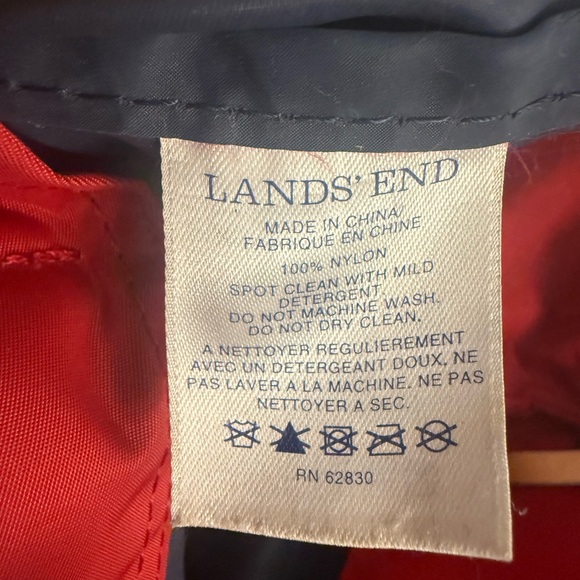 LANDS' END
MADE IN CHINA
FABRIQUE EN CHINE
100% NYLON
SPOT CLEAN WITH MILD
DETERGENT
DO NOT MACHINE WASH.
DO NOT DRY CLEAN.
A NETTOYER REGULIEREMENT
AVEC UN DETERGEANT DOUX. NE
PAS LAVER A LA MACHINE. NE PAS
NETTOYER A SEC.
RN 62830